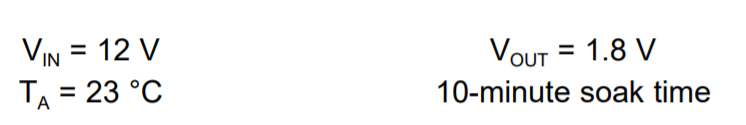 VIN = 12 V
VOUT = 1.8 V
TA = 23 °C
10-minute soak time